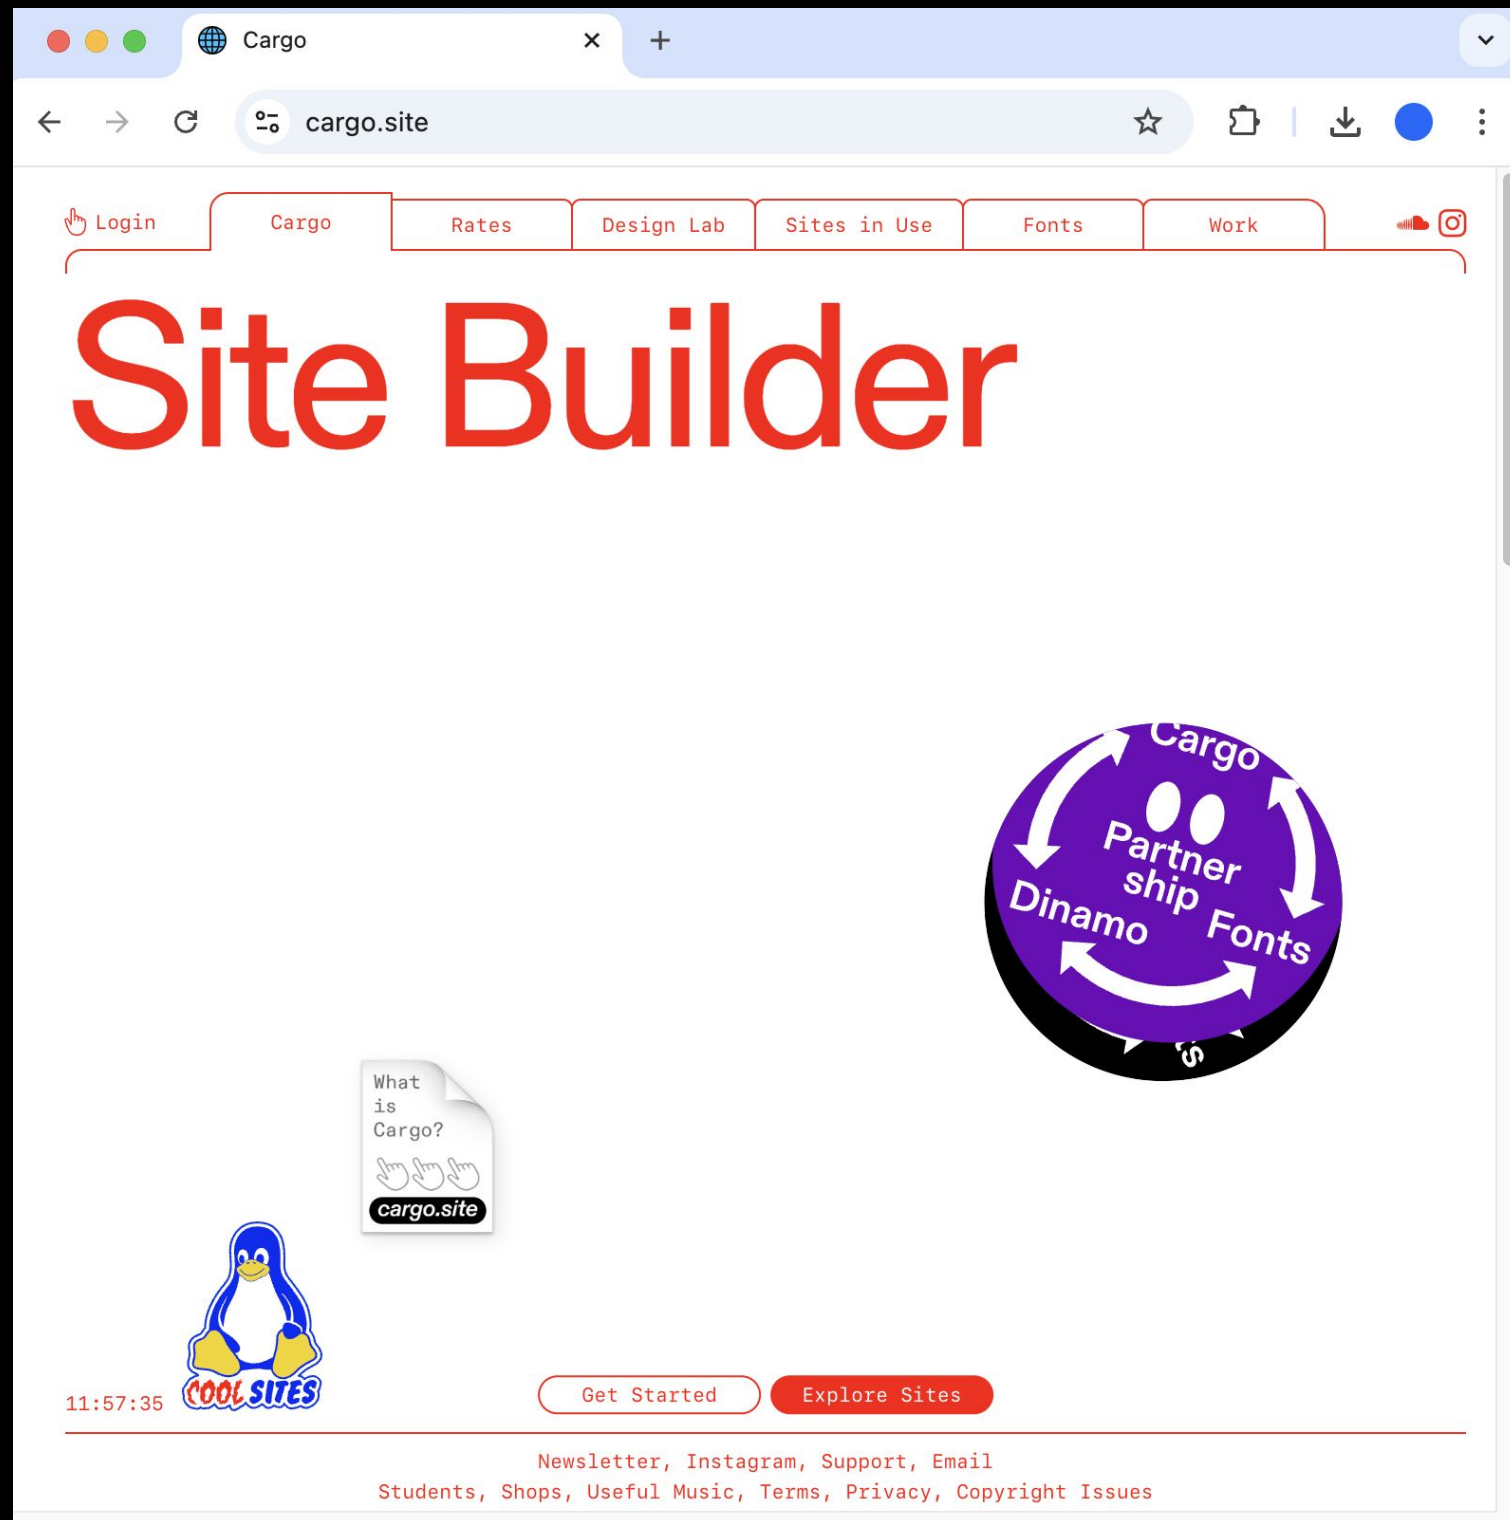 Cargo
cargo.site
Login
Cargo
Rates
Design Lab
Sites in Use
Fonts
Work
Site Builder
Cargo
Partner
ship
Dinamo
Fonts
ts
What
is
Cargo?
cargo.site
COOL SITES
11:57:35
Get Started
Explore Sites
Newsletter, Instagram, Support, Email
Students, Shops, Useful Music, Terms, Privacy, Copyright Issues